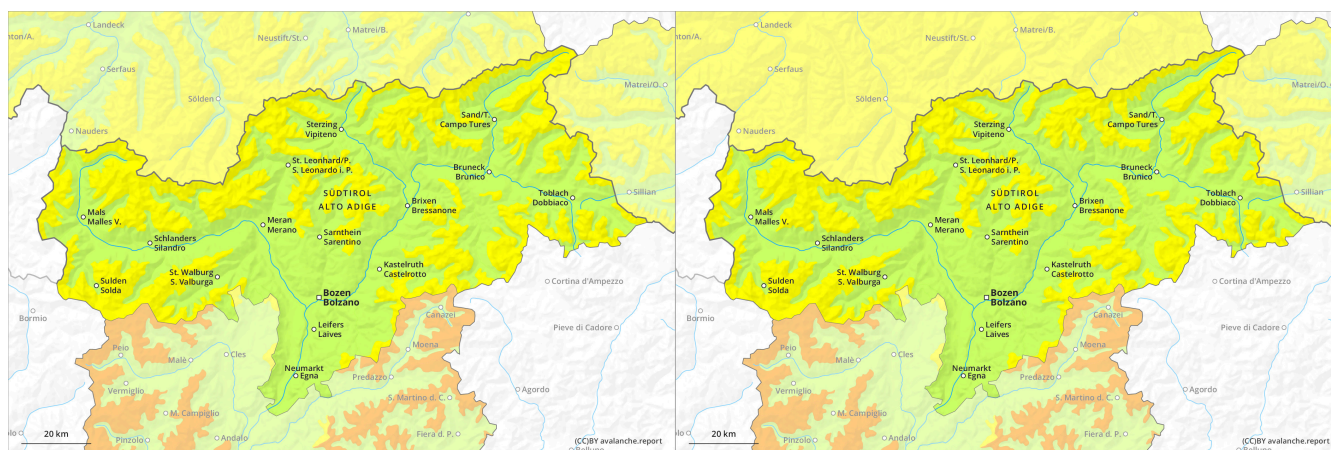 Landeck
nton/A.
Neustift/St.
Matrei/B.
Serfaus
Sölden
Matrei/O.
Nauders
Sterzing
Vipiteno
Sand/T.
Campo Tures
St. Leonhard/P.
S. Leonardo i. P.
Bruneck
Brunico
SÜDTIROL
ALTO ADIGE
Toblach
Dobbiaco
Sillian
Mals
Malles V.
Meran
Merano
Brixen
Bressanone
Schlanders
Silandro
Sarnthein
Sarentino
Sulden
Solda
St. Walburg
S. Valburga
Kastelruth
Castelrotto
Cortina d'Ampezzo
Bozen
Bolzano
Bormio
Canazei
Leifers
Laives
Pieve di Cadore
Peio
Malè
Cles
Moena
Vermiglio
Neumarkt
Egna
Predazzo
Agordo
M. Campiglio
S. Martino d. C.
20 km
Pinzolo
Andalo
Fiera d. P.
(CC)BY avalanche.report
Belluno
Landeck
nton/A.
Neustift/St.
Matrei/B.
Serfaus
Sölden
Matrei/O.
Nauders
Sterzing
Vipiteno
Sand/T.
Campo Tures
St. Leonhard/P.
S. Leonardo i. P.
Bruneck
Brunico
SÜDTIROL
ALTO ADIGE
Toblach
Dobbiaco
Sillian
Mals
Malles V.
Meran
Merano
Brixen
Bressanone
Schlanders
Silandro
Sarnthein
Sarentino
Sulden
Solda
St. Walburg
S. Valburga
Kastelruth
Castelrotto
Cortina d'Ampezzo
Bozen
Bolzano
Bormio
Canazei
Leifers
Laives
Pieve di Cadore
Peio
Malè
Cles
Moena
Vermiglio
Neumarkt
Egna
Predazzo
Agordo
M. Campiglio
S. Martino d. C.
20 km
Pinzolo
Andalo
Fiera d. P.
(CC)BY avalanche.report